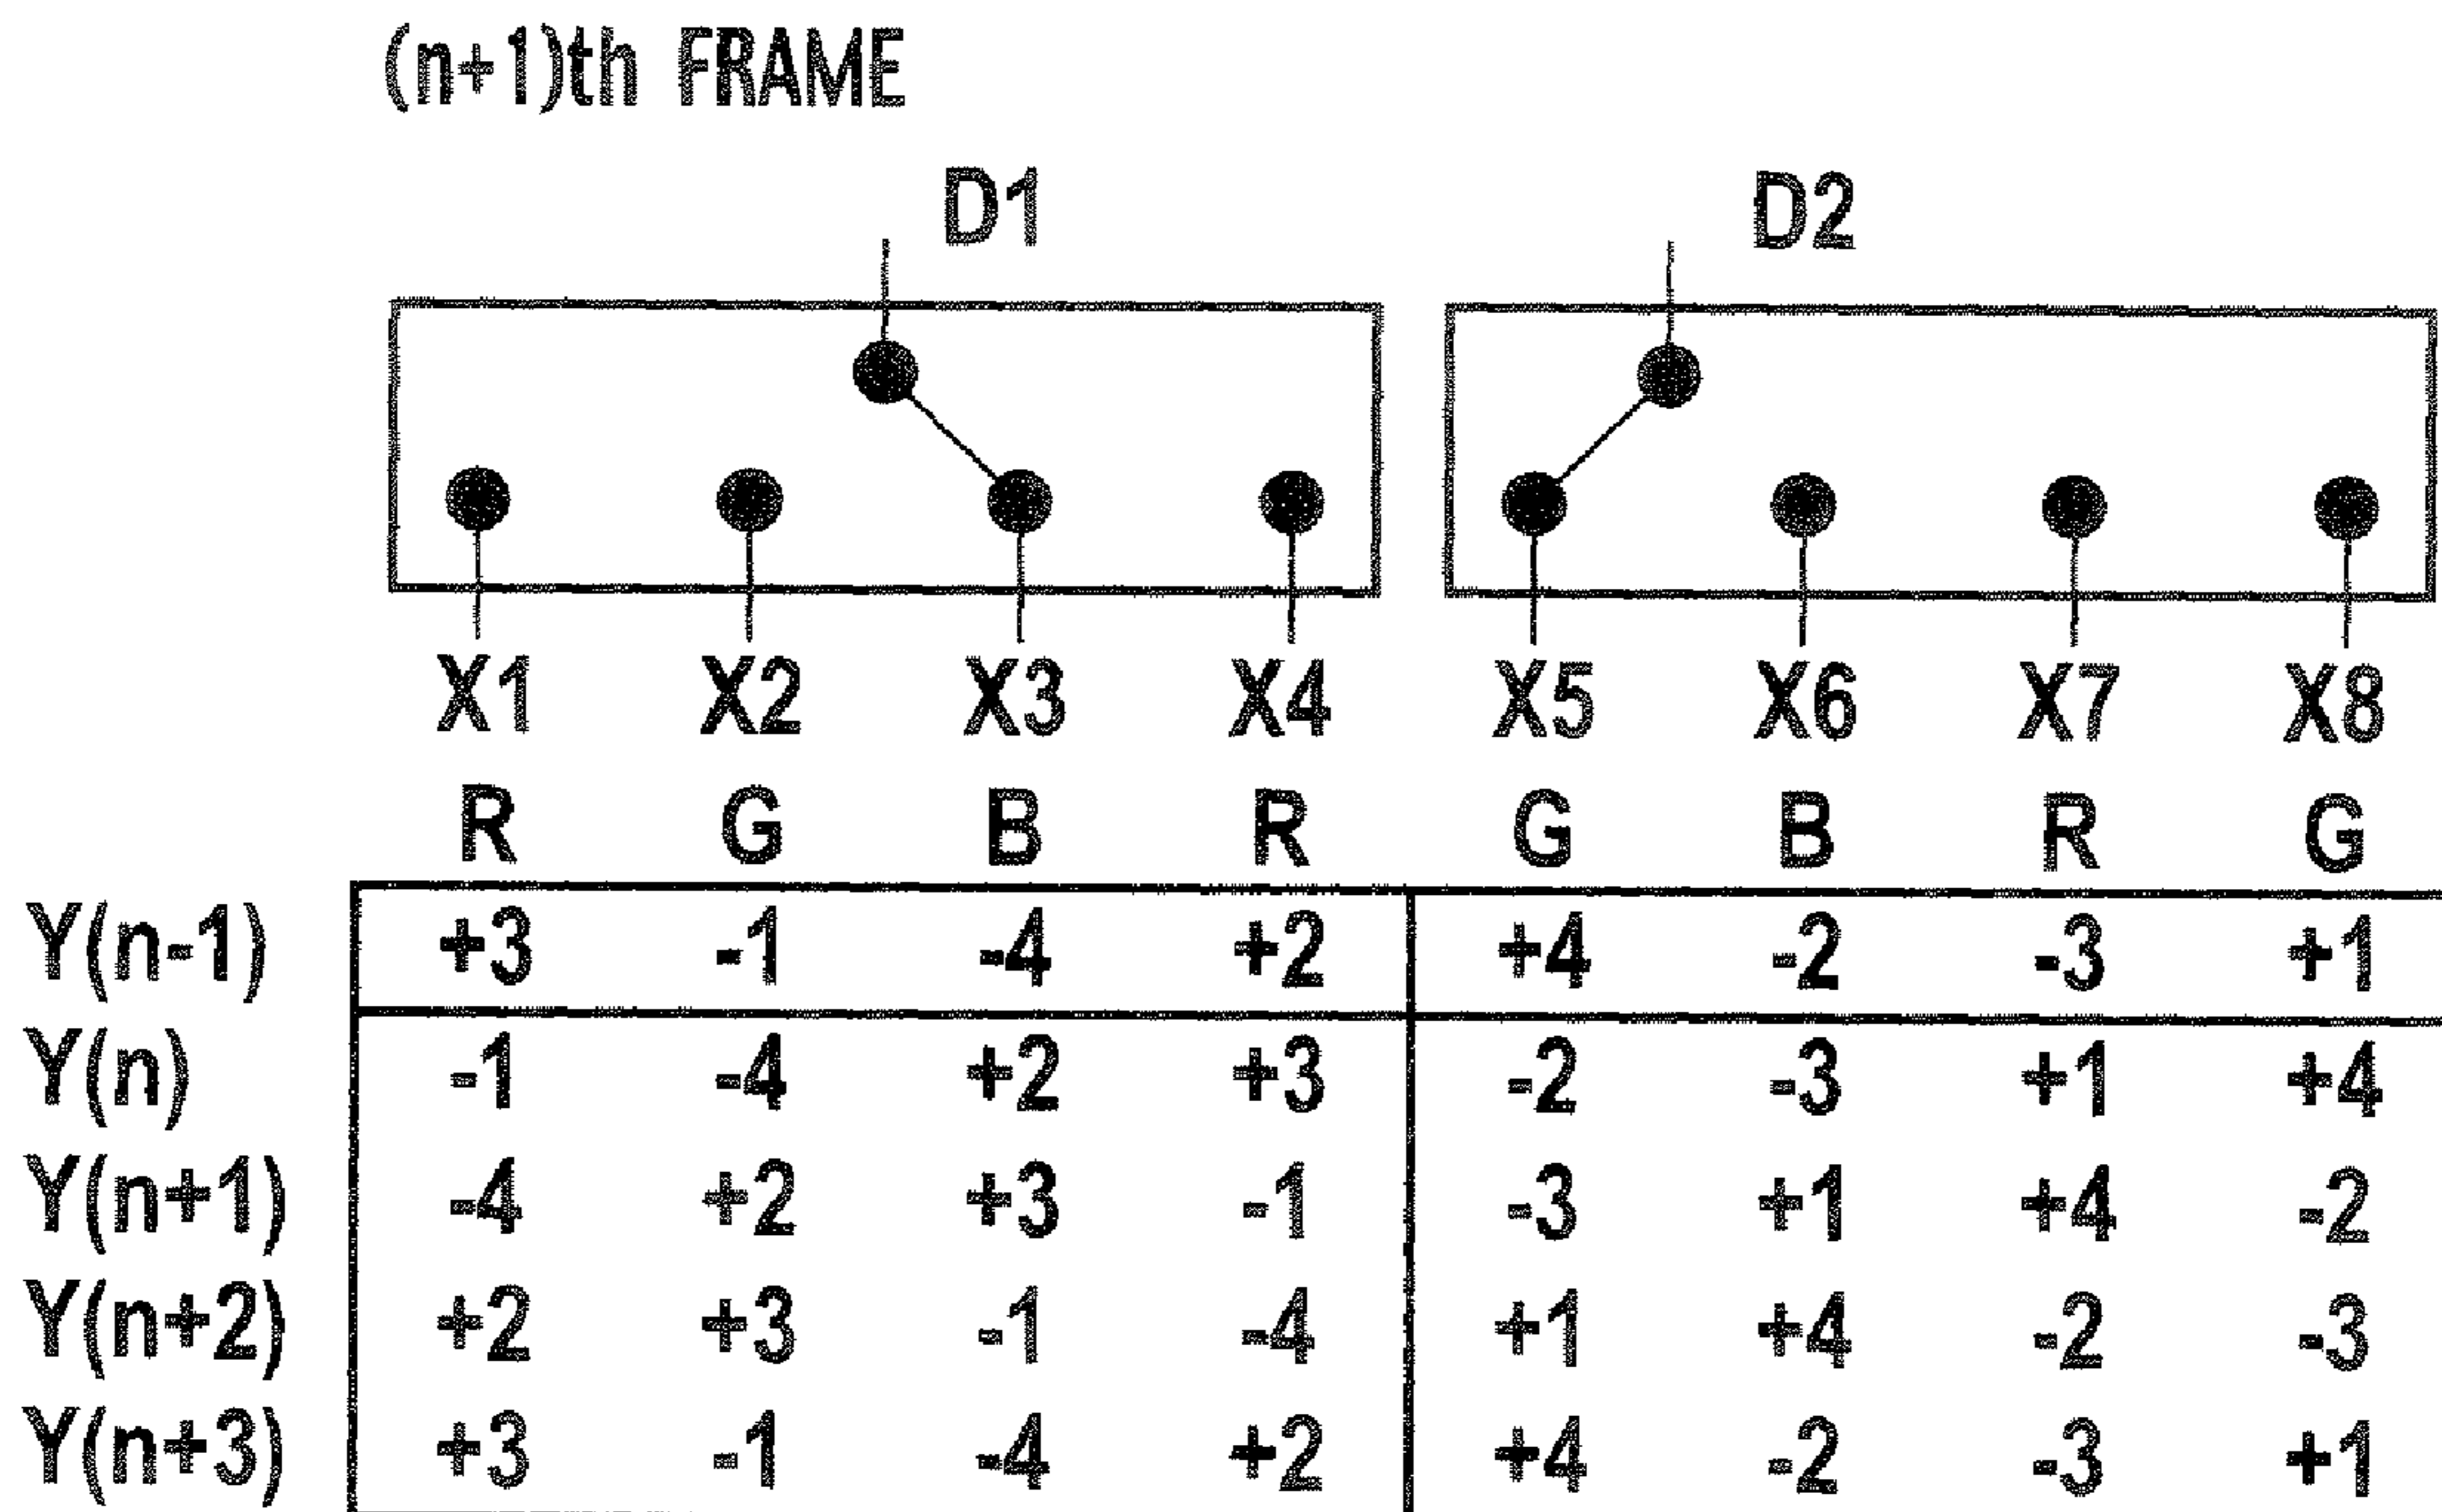 (n+1)th FRAME
D1 D2
X1 X2 X3 X4 X5 X6 X7 X8
R G B R G B R G
Y(n-1) +3 -1 -4 +2 +4 -2 -3 +1
Y(n) -1 -4 +2 +3 -2 -3 +1 +4
Y(n+1) -4 +2 +3 -1 -3 +1 +4 -2
Y(n+2) +2 +3 -1 -4 +1 +4 -2 -3
Y(n+3) +3 -1 -4 +2 +4 -2 -3 +1